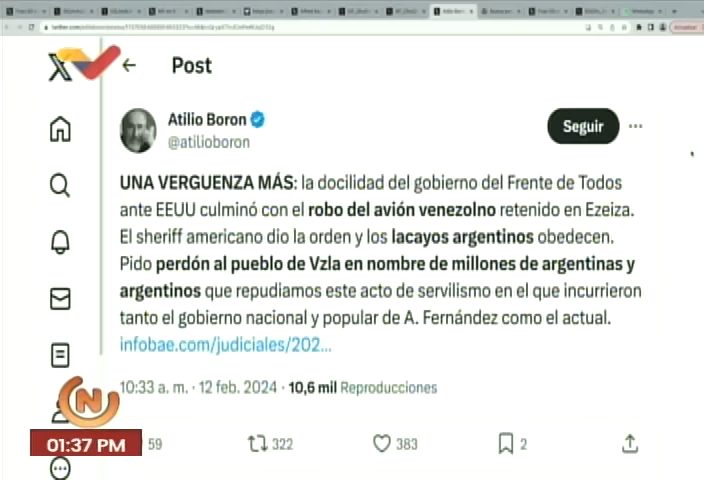 Post
Atilio Boron
@atilioboron
Seguir
UNA VERGUENZA MÁS: la docilidad del gobierno del Frente de Todos
ante EEUU culminó con el robo del avión venezolno retenido en Ezeiza.
El sheriff americano dio la orden y los lacayos argentinos obedecen.
Pido perdón al pueblo de Vzla en nombre de millones de argentinas y
argentinos que repudiamos este acto de servilismo en el que incurrieron
tanto el gobierno nacional y popular de A. Fernández como el actual.
infobae.com/judiciales/202...
10:33 a. m. · 12 feb. 2024 · 10,6 mil Reproducciones
N
01:37 PM
59 322 383 2